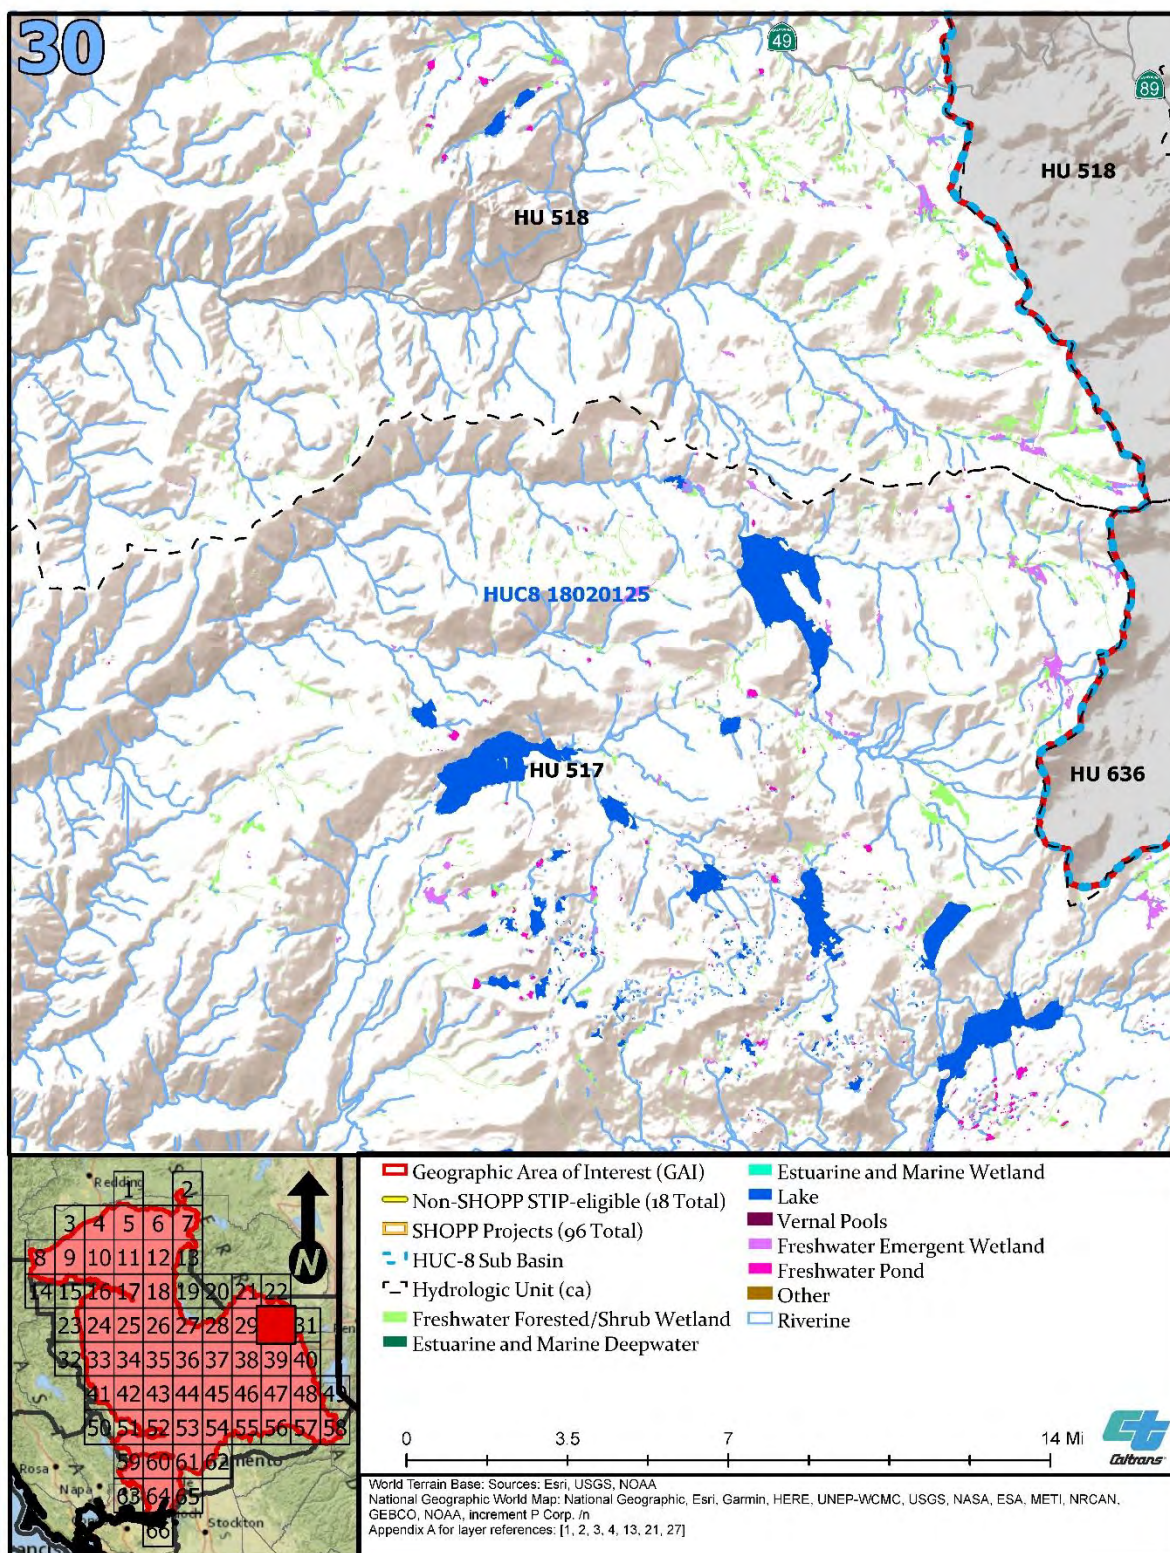 30
49
89
HU 518
HU 518
HUC8 18020125
HU 517
HU 636
Redding
1 2
3 4 5 6 7
8 9 10 11 12 13
14 15 16 17 18 19 20 21 22
23 24 25 26 27 28 29 31
32 33 34 35 36 37 38 39 40
41 42 43 44 45 46 47 48 49
50 51 52 53 54 55 56 57 58
59 60 61 62
Rosa
Napa
63 64 65
66
Stockton
N
Geographic Area of Interest (GAI)
Non-SHOPP STIP-eligible (18 Total)
SHOPP Projects (96 Total)
HUC-8 Sub Basin
Hydrologic Unit (ca)
Freshwater Forested/Shrub Wetland
Estuarine and Marine Deepwater
Estuarine and Marine Wetland
Lake
Vernal Pools
Freshwater Emergent Wetland
Freshwater Pond
Other
Riverine
0 3.5 7 14 Mi
Caltrans
World Terrain Base: Sources: Esri, USGS, NOAA
National Geographic World Map: National Geographic, Esri, Garmin, HERE, UNEP-WCMC, USGS, NASA, ESA, METI, NRCAN,
GEBCO, NOAA, increment P Corp. /n
Appendix A for layer references: [1, 2, 3, 4, 13, 21, 27]